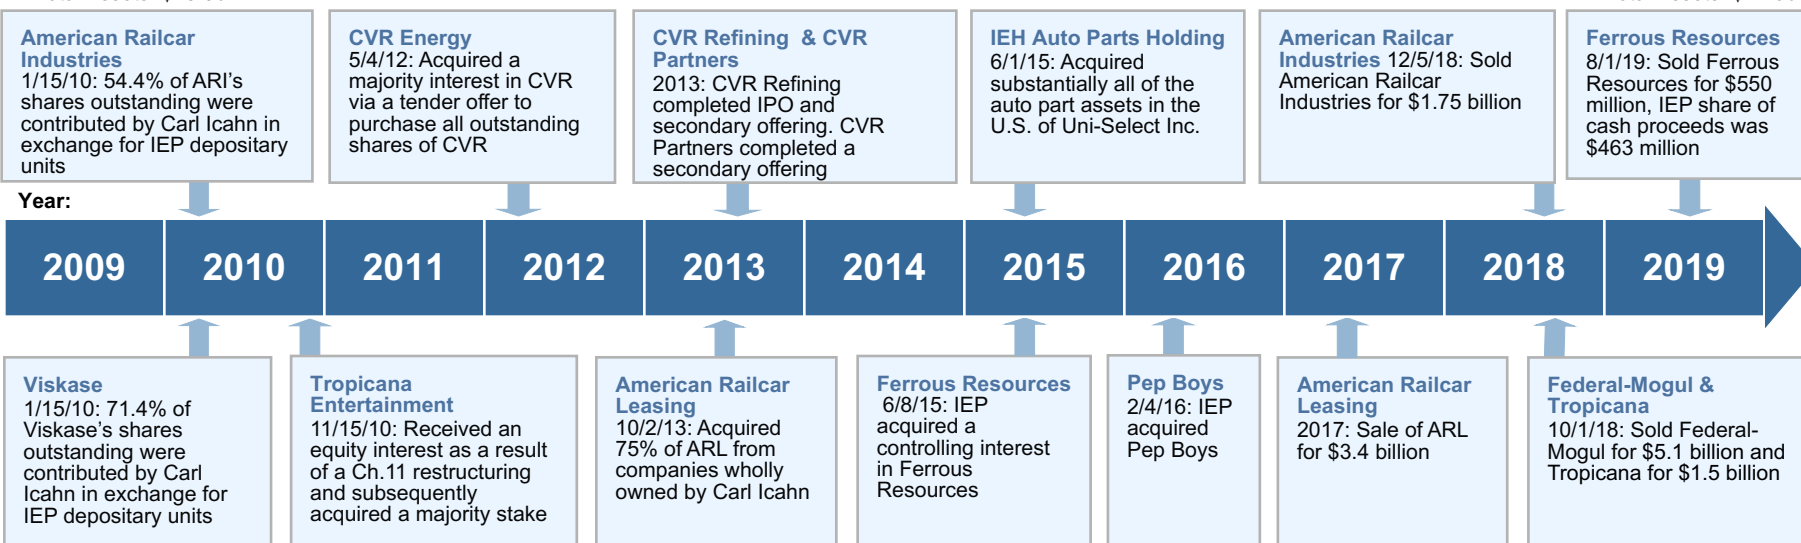 American Railcar
Industries
1/15/10: 54.4% of ARI's
shares outstanding were
contributed by Carl Icahn in
exchange for IEP depositary
units
CVR Energy
5/4/12: Acquired a
majority interest in CVR
via a tender offer to
purchase all outstanding
shares of CVR
CVR Refining & CVR
Partners
2013: CVR Refining
completed IPO and
secondary offering. CVR
Partners completed a
secondary offering
IEH Auto Parts Holding
6/1/15: Acquired
substantially all of the
auto part assets in the
U.S. of Uni-Select Inc.
American Railcar
Industries 12/5/18: Sold
American Railcar
Industries for $1.75 billion
Ferrous Resources
8/1/19: Sold Ferrous
Resources for $550
million, IEP share of
cash proceeds was
$463 million
Year:
2009 2010 2011 2012 2013 2014 2015 2016 2017 2018 2019
Viskase
1/15/10: 71.4% of
Viskase's shares
outstanding were
contributed by Carl
Icahn in exchange for
IEP depositary units
Tropicana
Entertainment
11/15/10: Received an
equity interest as a result
of a Ch.11 restructuring
and subsequently
acquired a majority stake
American Railcar
Leasing
10/2/13: Acquired
75% of ARL from
companies wholly
owned by Carl Icahn
Ferrous Resources
6/8/15: IEP
acquired a
controlling interest
in Ferrous
Resources
Pep Boys
2/4/16: IEP
acquired
Pep Boys
American Railcar
Leasing
2017: Sale of ARL
for $3.4 billion
Federal-Mogul &
Tropicana
10/1/18: Sold Federal-
Mogul for $5.1 billion and
Tropicana for $1.5 billion